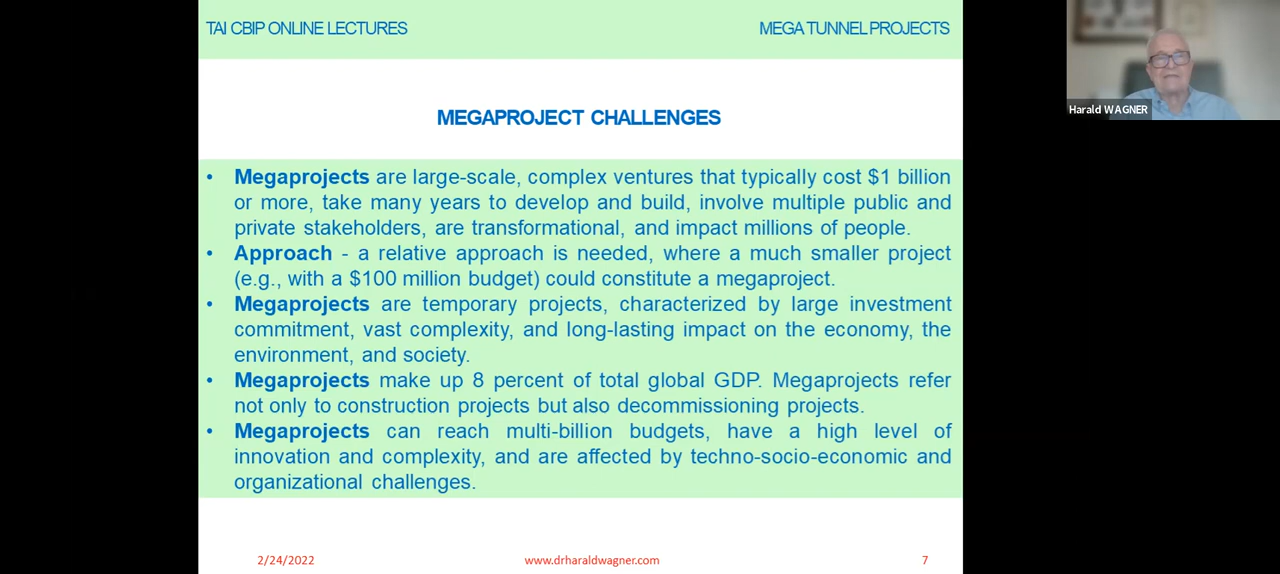 TAI CBIP ONLINE LECTURES
MEGA TUNNEL PROJECTS
Harald WAGNER
MEGAPROJECT CHALLENGES
• Megaprojects are large-scale, complex ventures that typically cost $1 billion
or more, take many years to develop and build, involve multiple public and
private stakeholders, are transformational, and impact millions of people.
• Approach - a relative approach is needed, where a much smaller project
(e.g., with a $100 million budget) could constitute a megaproject.
• Megaprojects are temporary projects, characterized by large investment
commitment, vast complexity, and long-lasting impact on the economy, the
environment, and society.
• Megaprojects make up 8 percent of total global GDP. Megaprojects refer
not only to construction projects but also decommissioning projects.
• Megaprojects can reach multi-billion budgets, have a high level of
innovation and complexity, and are affected by techno-socio-economic and
organizational challenges.
2/24/2022
www.drharaldwagner.com
7